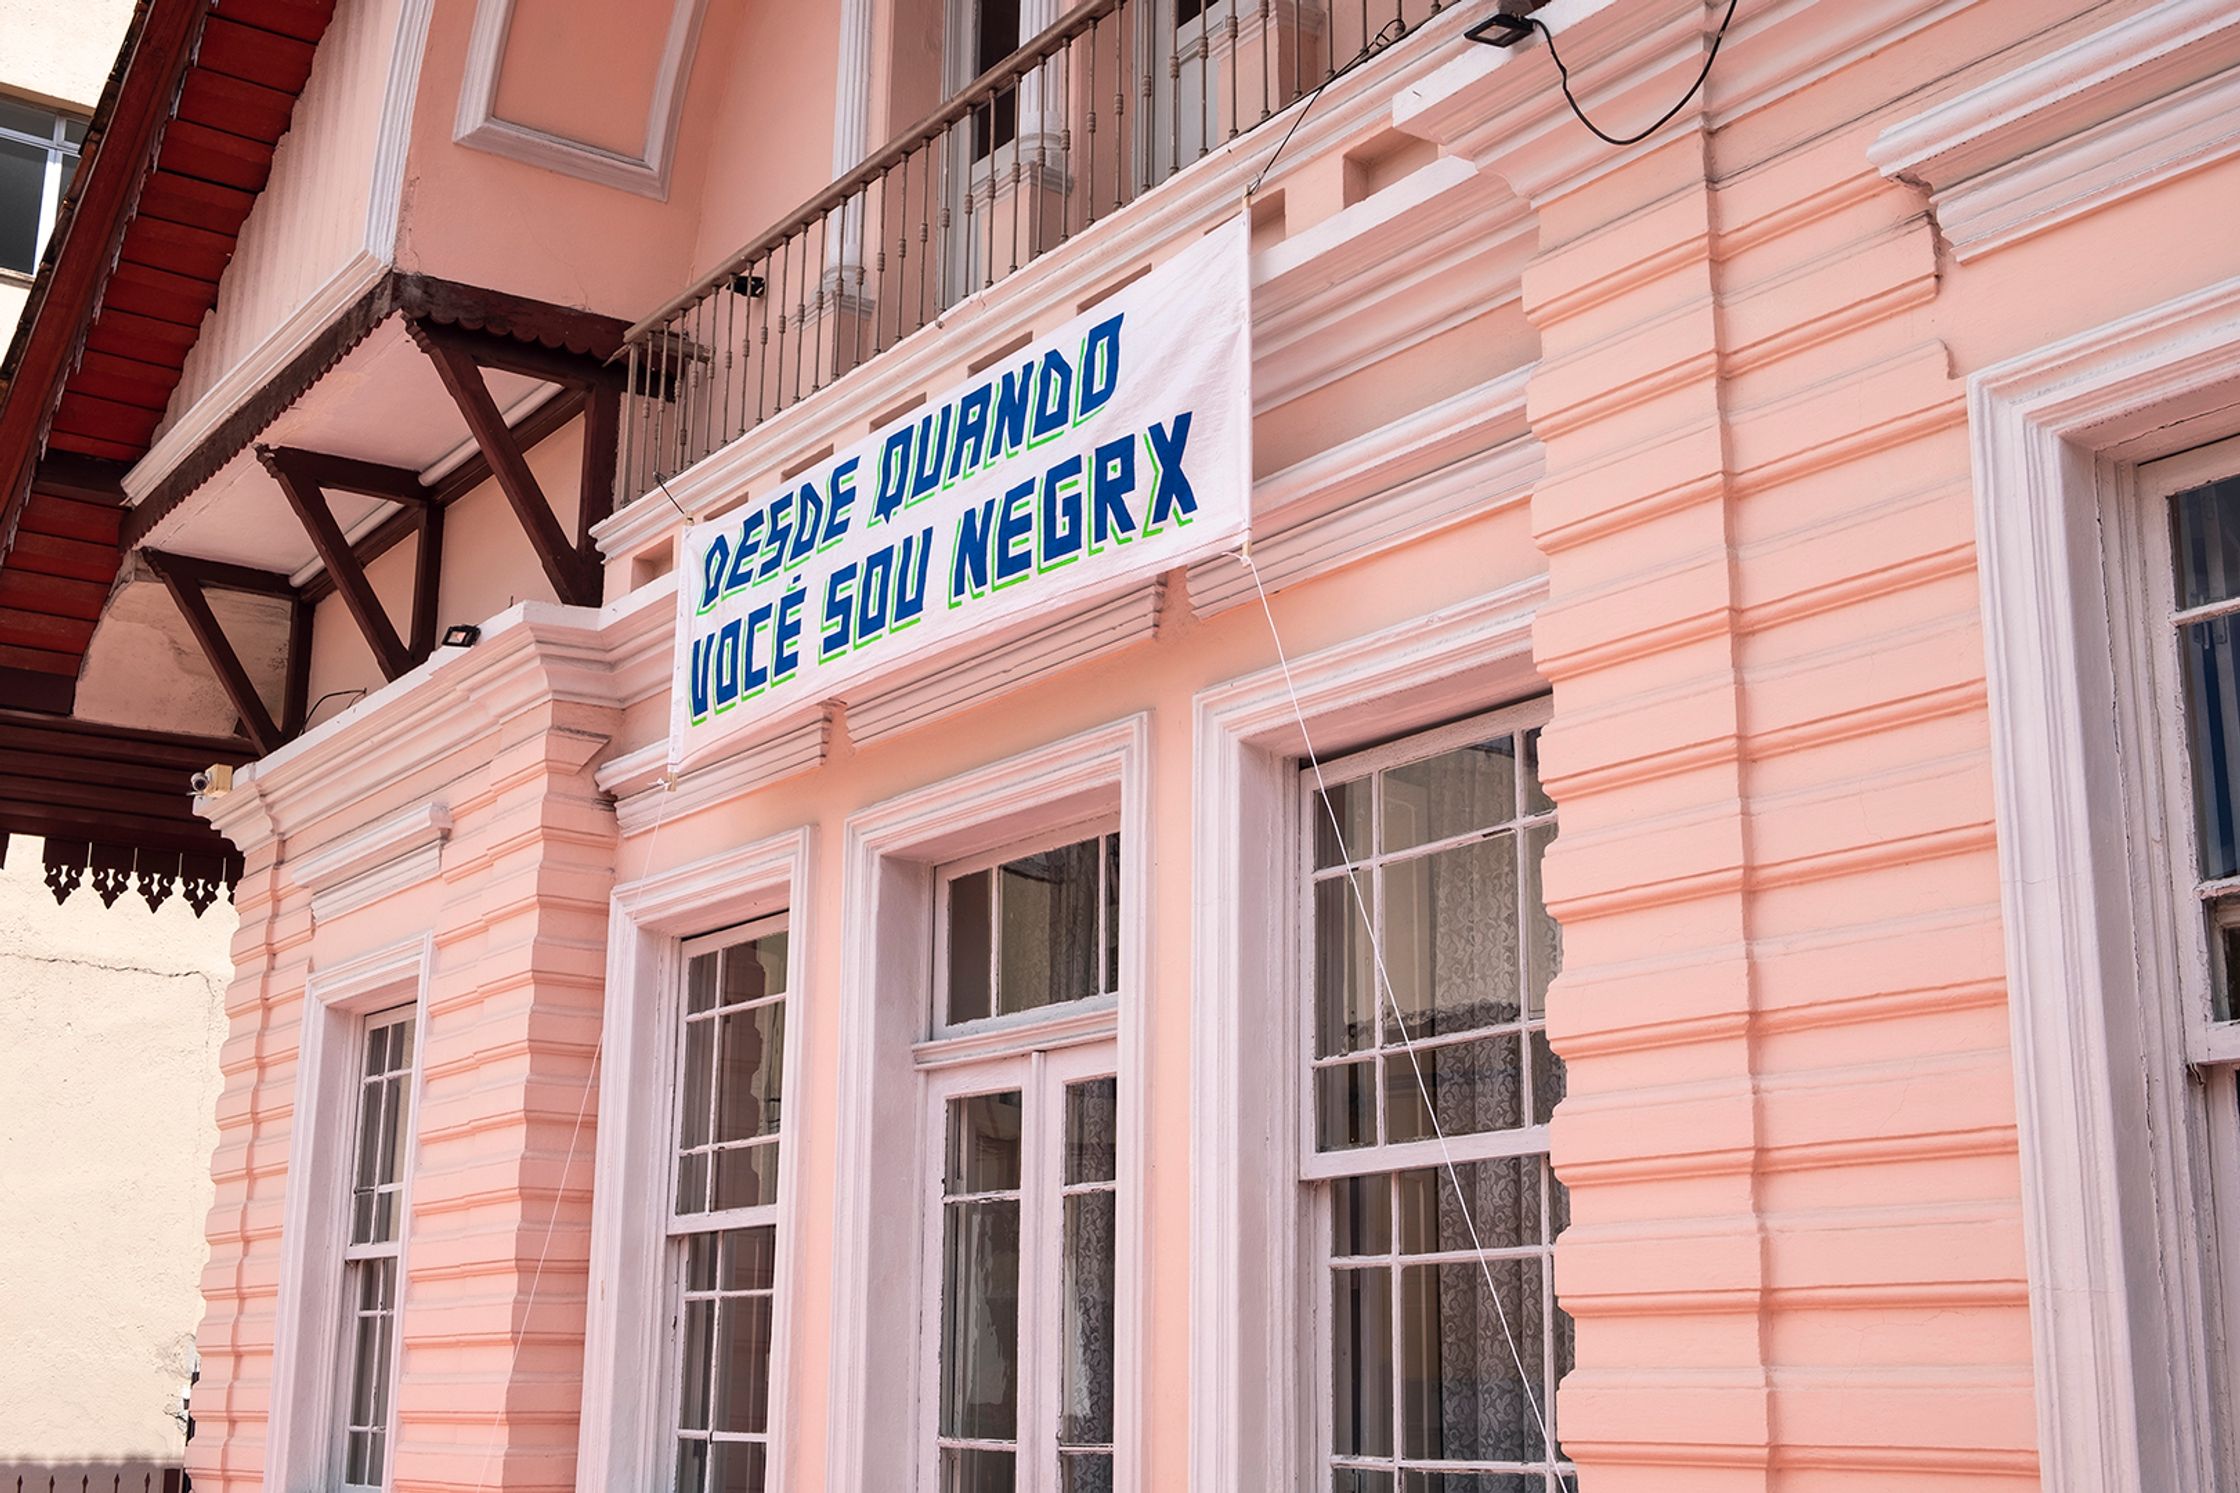 DESDE QUANDO
VOCÊ SOU NEGRX